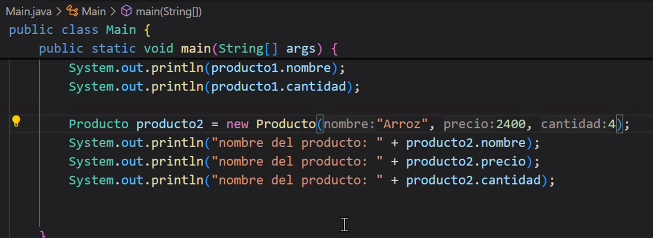 Main.java > Main > main(String[])
public class Main {
public static void main(String[] args) {
System.out.println(producto1.nombre);
System.out.println(producto1.cantidad);
Producto producto2 = new Producto(nombre:"Arroz", precio:2400, cantidad:4);
System.out.println("nombre del producto: " + producto2.nombre);
System.out.println("nombre del producto: " + producto2.precio);
System.out.println("nombre del producto: " + producto2.cantidad);
}